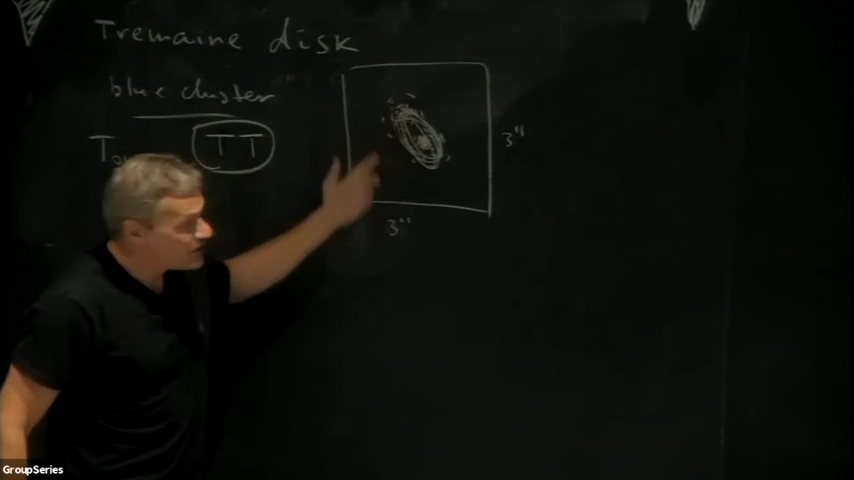 Tremaine disk
blue cluster
TT
3"
3"
GroupSeries